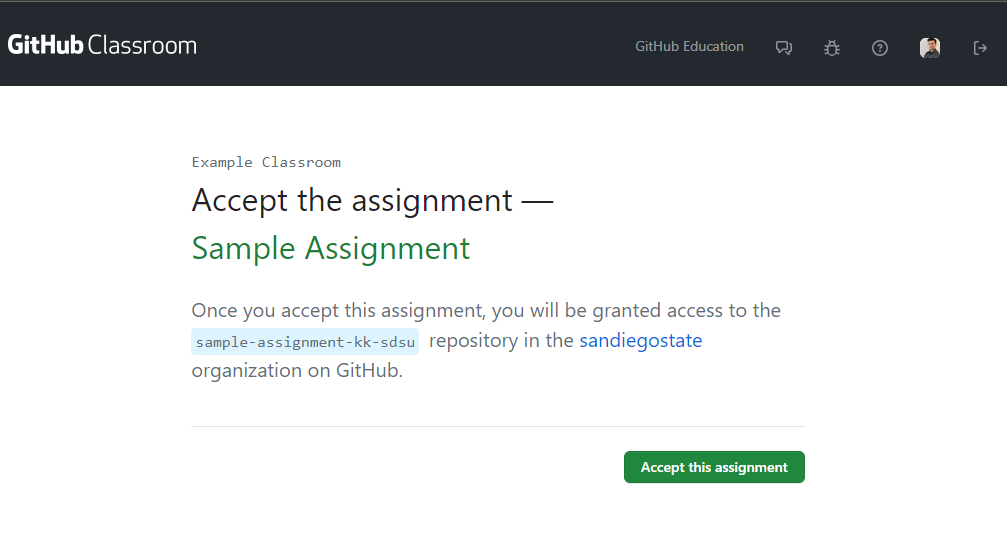 GitHub Classroom
GitHub Education
Example Classroom
Accept the assignment —
Sample Assignment
Once you accept this assignment, you will be granted access to the
sample-assignment-kk-sdsu repository in the sandiegostate
organization on GitHub.
Accept this assignment